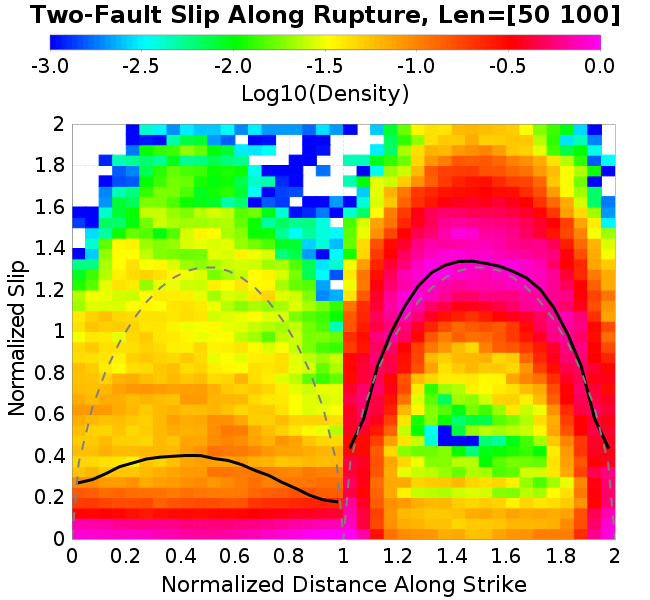 Two-Fault Slip Along Rupture, Len=[50 100]
-3.0 -2.5 -2.0 -1.5 -1.0 -0.5 0.0
Log10(Density)
2
1.8
1.6
1.4
1.2
1
0.8
0.6
0.4
0.2
0
Normalized Slip
0 0.2 0.4 0.6 0.8 1 1.2 1.4 1.6 1.8 2
Normalized Distance Along Strike